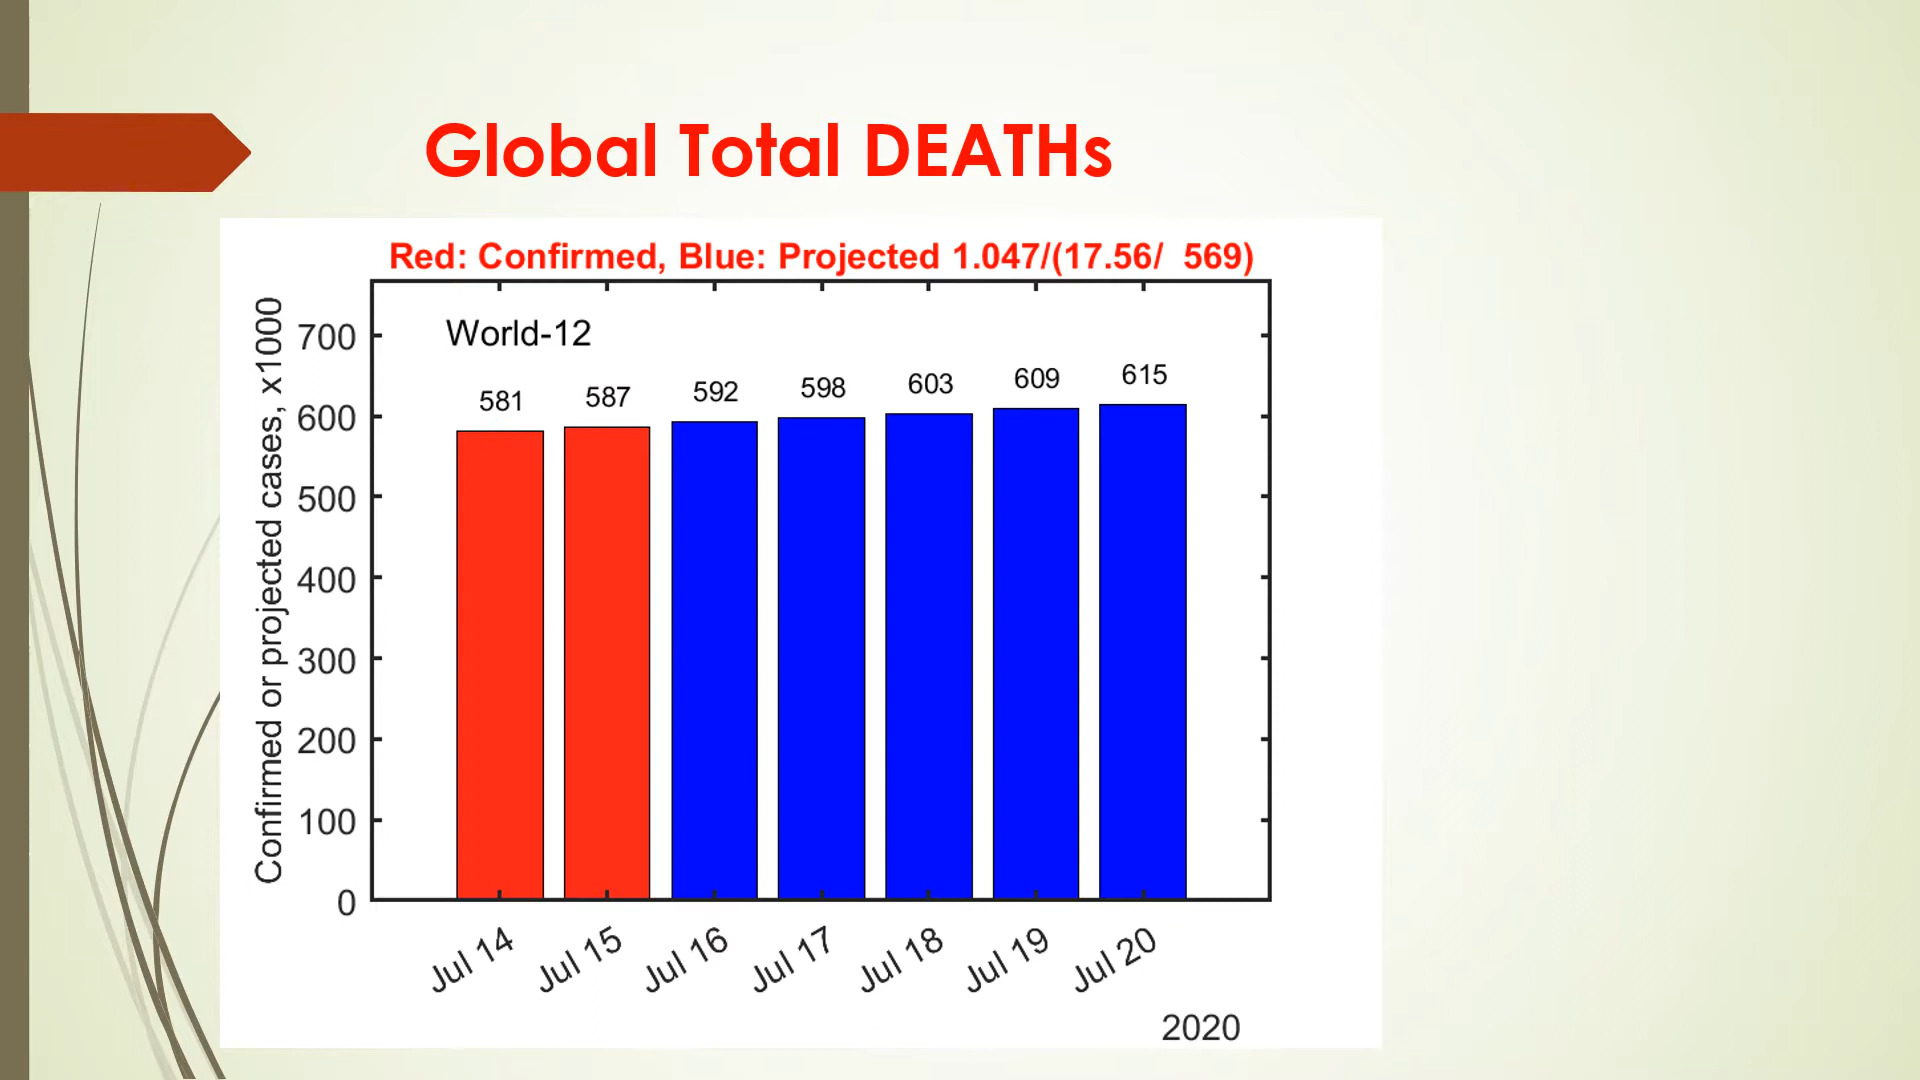 Global Total DEATHs
Red: Confirmed, Blue: Projected 1.047/(17.56/  569)
Confirmed or projected cases, x1000
World-12
700
600
500
400
300
200
100
0
581
587
592
598
603
609
615
Jul 14
Jul 15
Jul 16
Jul 17
Jul 18
Jul 19
Jul 20
2020